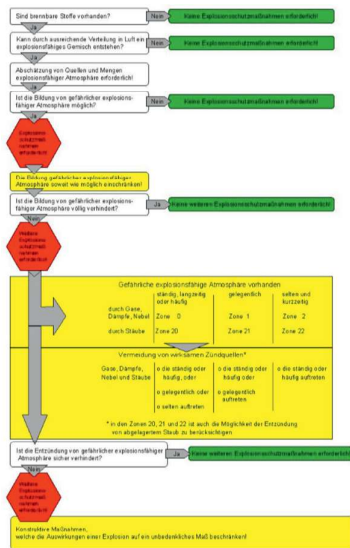 Sind brennbare Stoffe vorhanden?
Nein
Keine Explosionsschutzmaßnahmen erforderlich!
Ja
Kann durch ausreichende Verteilung in Luft ein
explosionsfähiges Gemisch entstehen?
Nein
Keine Explosionsschutzmaßnahmen erforderlich!
Ja
Abschätzung von Quellen und Mengen
explosionsfähiger Atmosphäre erforderlich!
Ist die Bildung von gefährlicher explosions-
fähiger Atmosphäre möglich?
Nein
Keine Explosionsschutzmaßnahmen erforderlich!
Ja
Explosions-
schutzmaß-
nahmen
erforderlich!
Die Bildung gefährlicher explosionsfähiger
Atmosphäre soweit wie möglich einschränken!
Ist die Bildung von gefährlicher explosions-
fähiger Atmosphäre völlig verhindert?
Ja
Keine weiteren Explosionsschutzmaßnahmen erforderlich!
Nein
Weitere
Explosions-
schutzmaß-
nahmen
erforderlich!
Gefährliche explosionsfähige Atmosphäre vorhanden
ständig, langzeitig
oder häufig
gelegentlich
selten und
kurzzeitig
durch Gase,
Dämpfe, Nebel
Zone 0
Zone 1
Zone 2
durch Stäube
Zone 20
Zone 21
Zone 22
Vermeidung von wirksamen Zündquellen*
Gase, Dämpfe,
Nebel und Stäube
o die ständig oder
häufig, oder
o gelegentlich oder
o selten auftreten
o die ständig oder
häufig oder
o gelegentlich
auftreten
o die ständig oder
häufig auftreten
* in den Zonen 20, 21 und 22 ist auch die Möglichkeit der Entzündung
von abgelagertem Staub zu berücksichtigen
Ist die Entzündung von gefährlicher explosionsfähiger
Atmosphäre sicher verhindert?
Ja
Keine weiteren Explosionsschutzmaßnahmen erforderlich!
Nein
Weitere
Explosions-
schutzmaß-
nahmen
erforderlich!
Konstruktive Maßnahmen,
welche die Auswirkungen einer Explosion auf ein unbedenkliches Maß beschränken!